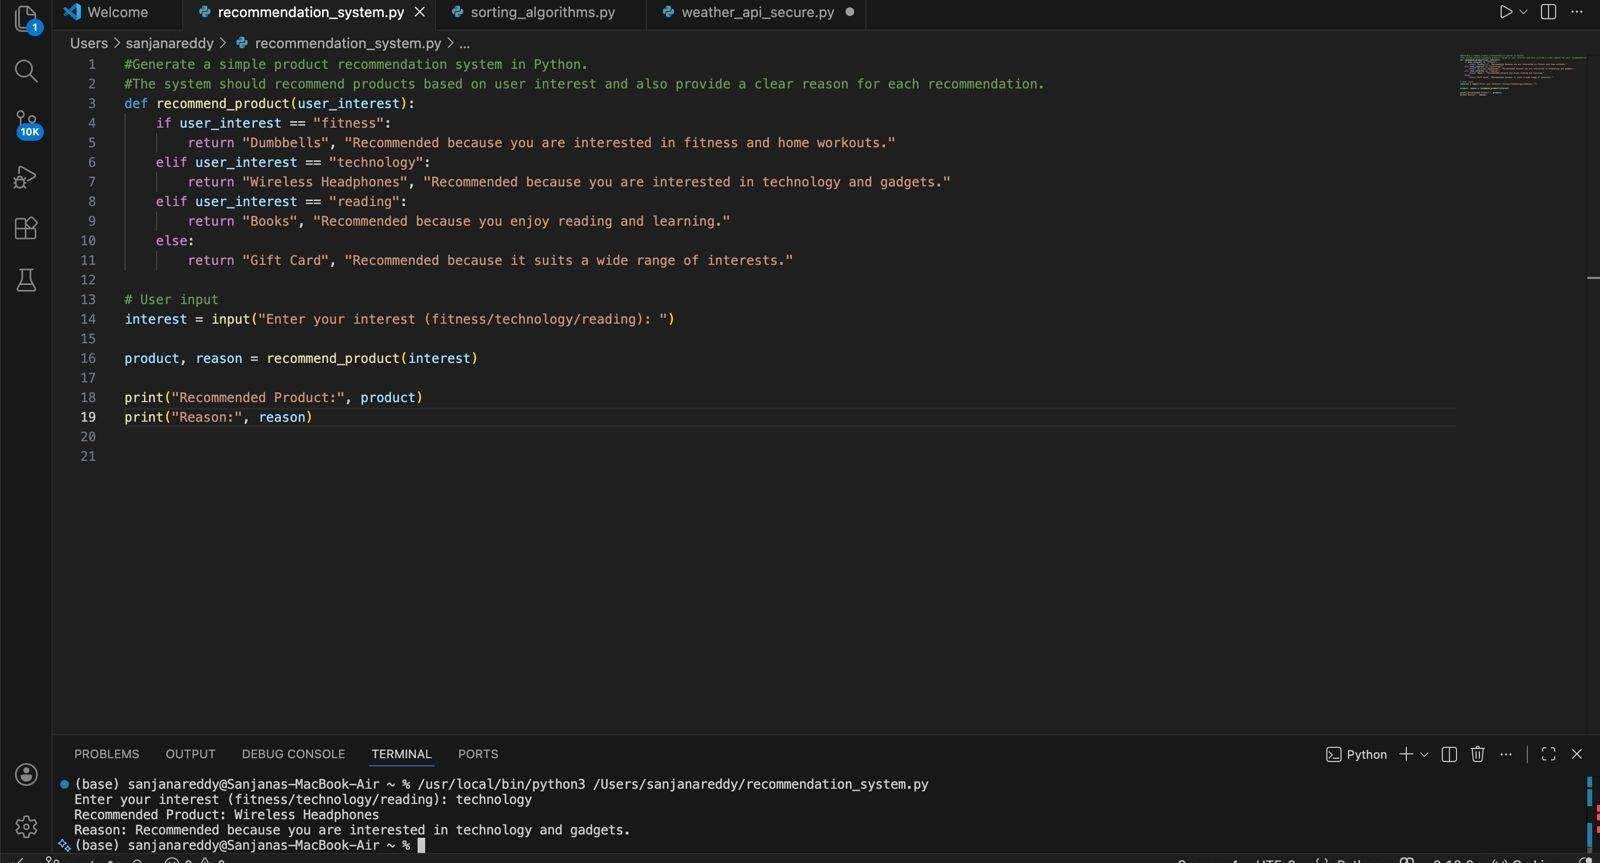 1
Welcome
recommendation_system.py
sorting_algorithms.py
weather_api_secure.py
Users > sanjanareddy > recommendation_system.py > ...
10K
1 #Generate a simple product recommendation system in Python.
2 #The system should recommend products based on user interest and also provide a clear reason for each recommendation.
3 def recommend_product(user_interest):
4     if user_interest == "fitness":
5         return "Dumbbells", "Recommended because you are interested in fitness and home workouts."
6     elif user_interest == "technology":
7         return "Wireless Headphones", "Recommended because you are interested in technology and gadgets."
8     elif user_interest == "reading":
9         return "Books", "Recommended because you enjoy reading and learning."
10     else:
11         return "Gift Card", "Recommended because it suits a wide range of interests."
12
13 # User input
14 interest = input("Enter your interest (fitness/technology/reading): ")
15
16 product, reason = recommend_product(interest)
17
18 print("Recommended Product:", product)
19 print("Reason:", reason)
20
21
PROBLEMS OUTPUT DEBUG CONSOLE TERMINAL PORTS
Python
(base) sanjanareddy@Sanjanas-MacBook-Air ~ % /usr/local/bin/python3 /Users/sanjanareddy/recommendation_system.py
Enter your interest (fitness/technology/reading): technology
Recommended Product: Wireless Headphones
Reason: Recommended because you are interested in technology and gadgets.
(base) sanjanareddy@Sanjanas-MacBook-Air ~ %